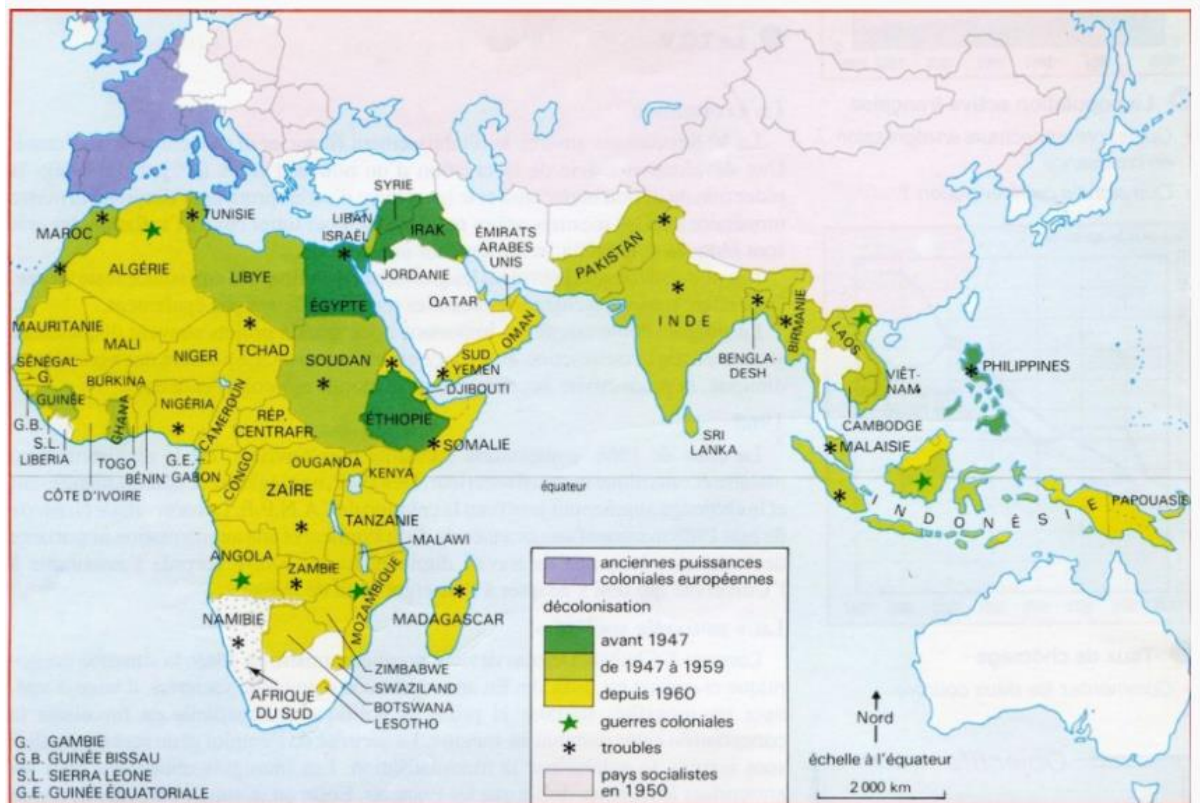 SYRIE
TUNISIE
LIBAN
MAROC
ISRAËL
IRAK
ÉMIRATS
ARABES
UNIS
PAKISTAN
ALGÉRIE
LIBYE
JORDANIE
ÉGYPTE
QATAR
OMAN
INDE
BIRMANIE
LAOS
MAURITANIE
MALI
NIGER
TCHAD
SOUDAN
SUD
YEMEN
BENGLA-
DESH
VIÊT-
NAM
PHILIPPINES
SÉNÉGAL
G.
BURKINA
DJIBOUTI
GUINÉE
GHANA
NIGÉRIA
CAMEROUN
RÉP.
CENTRAFR.
ÉTHIOPIE
CAMBODGE
G.B.
S.L.
LIBERIA
TOGO
BÉNIN
G.E.
GABON
CONGO
OUGANDA
KENYA
SOMALIE
SRI
LANKA
MALAISIE
CÔTE D'IVOIRE
ZAÏRE
équateur
INDONÉSIE
PAPOUASIE
TANZANIE
MALAWI
ANGOLA
ZAMBIE
MOZAMBIQUE
NAMIBIE
MADAGASCAR
ZIMBABWE
SWAZILAND
BOTSWANA
LESOTHO
AFRIQUE
DU SUD
anciennes puissances
coloniales européennes
décolonisation
avant 1947
de 1947 à 1959
depuis 1960
guerres coloniales
troubles
pays socialistes
en 1950
Nord
échelle à l'équateur
2 000 km
G. GAMBIE
G.B. GUINÉE BISSAU
S.L. SIERRA LEONE
G.E. GUINÉE ÉQUATORIALE